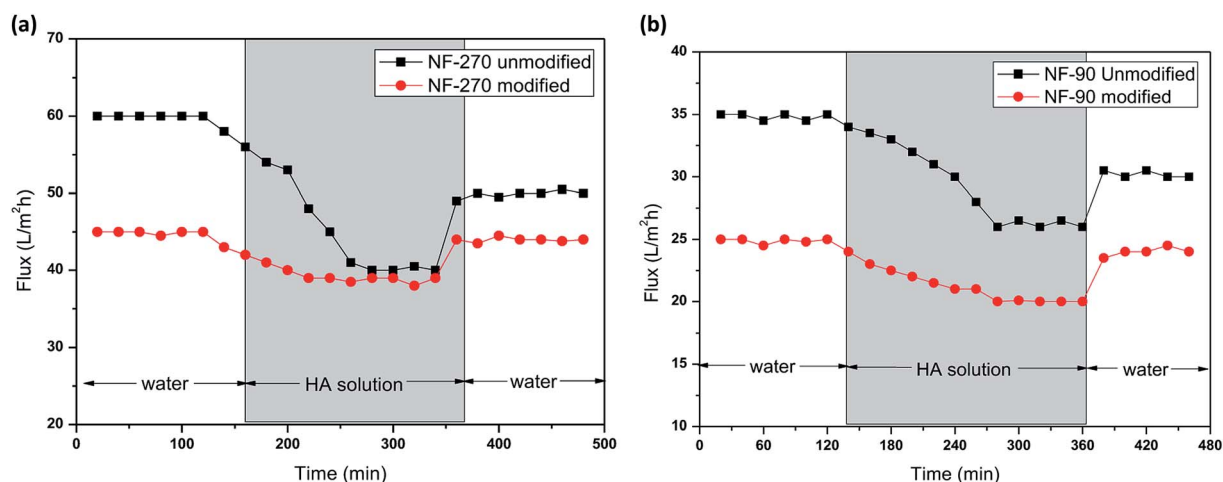 (a)
60
50
40
30
20
Flux (L/m²h)
NF-270 unmodified
NF-270 modified
water
HA solution
water
0
100
200
300
400
500
Time (min)
70
(b)
40
35
30
25
20
15
10
Flux (L/m²h)
NF-90 Unmodified
NF-90 modified
water
HA solution
water
0
60
120
180
240
300
360
420
480
Time (min)